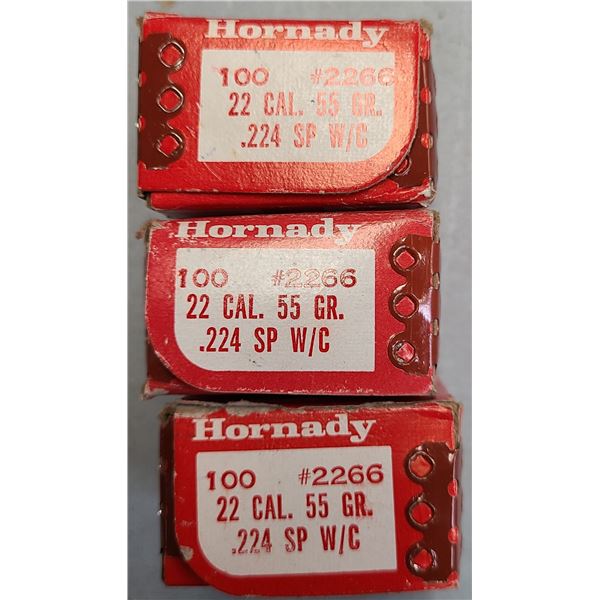 Hornady
100 #2266
22 CAL. 55 GR.
.224 SP W/C
Hornady
100 #2266
22 CAL. 55 GR.
.224 SP W/C
Hornady
100 #2266
22 CAL. 55 GR.
.224 SP W/C